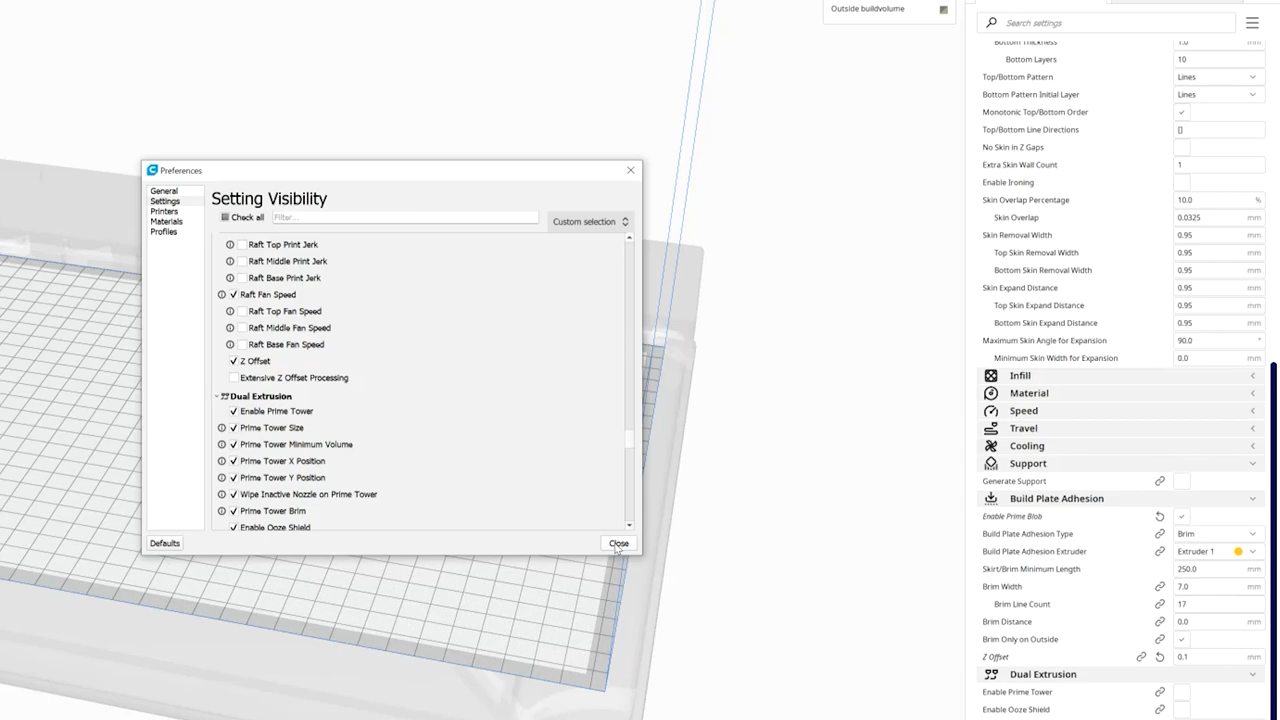 Outside buildvolume
Search settings
Bottom Thickness 1.0 mm
Bottom Layers 10
Top/Bottom Pattern Lines
Bottom Pattern Initial Layer Lines
Monotonic Top/Bottom Order
Top/Bottom Line Directions []
No Skin in Z Gaps
Extra Skin Wall Count 1
Enable Ironing
Skin Overlap Percentage 10.0 %
Skin Overlap 0.0325 mm
Skin Removal Width 0.95 mm
Top Skin Removal Width 0.95 mm
Bottom Skin Removal Width 0.95 mm
Skin Expand Distance 0.95 mm
Top Skin Expand Distance 0.95 mm
Bottom Skin Expand Distance 0.95 mm
Maximum Skin Angle for Expansion 90.0 °
Minimum Skin Width for Expansion 0.0 mm
Infill
Material
Speed
Travel
Cooling
Support
Generate Support
Build Plate Adhesion
Enable Prime Blob
Build Plate Adhesion Type Brim
Build Plate Adhesion Extruder Extruder 1
Skirt/Brim Minimum Length 250.0 mm
Brim Width 7.0 mm
Brim Line Count 17
Brim Distance 0.0 mm
Brim Only on Outside
Z Offset 0.1 mm
Dual Extrusion
Enable Prime Tower
Enable Ooze Shield
Preferences
General
Settings
Printers
Materials
Profiles
Setting Visibility
Check all Filter... Custom selection
Raft Top Print Jerk
Raft Middle Print Jerk
Raft Base Print Jerk
Raft Fan Speed
Raft Top Fan Speed
Raft Middle Fan Speed
Raft Base Fan Speed
Z Offset
Extensive Z Offset Processing
Dual Extrusion
Enable Prime Tower
Prime Tower Size
Prime Tower Minimum Volume
Prime Tower X Position
Prime Tower Y Position
Wipe Inactive Nozzle on Prime Tower
Prime Tower Brim
Enable Ooze Shield
Defaults Close